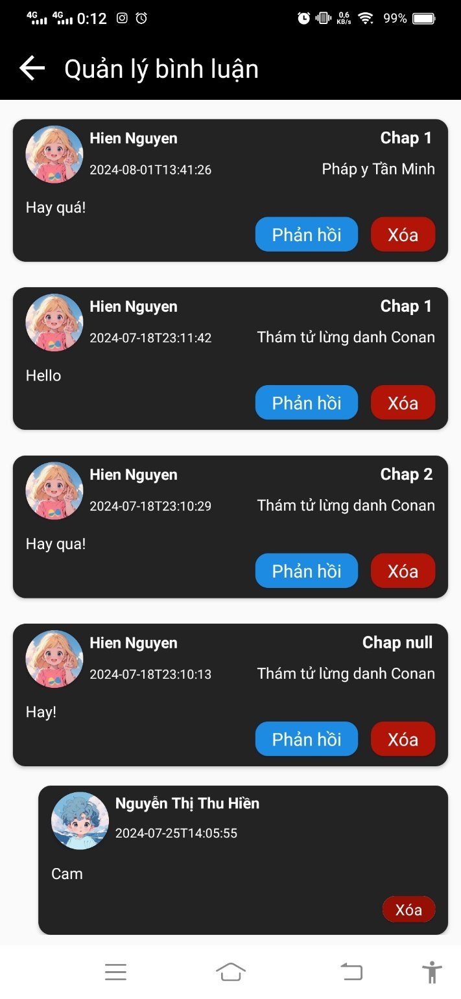 4G 4G 0:12 0,6 KB/s 99%
Quản lý bình luận
Hien Nguyen Chap 1
2024-08-01T13:41:26 Pháp y Tần Minh
Hay quá!
Phản hồi Xóa
Hien Nguyen Chap 1
2024-07-18T23:11:42 Thám tử lừng danh Conan
Hello
Phản hồi Xóa
Hien Nguyen Chap 2
2024-07-18T23:10:29 Thám tử lừng danh Conan
Hay qua!
Phản hồi Xóa
Hien Nguyen Chap null
2024-07-18T23:10:13 Thám tử lừng danh Conan
Hay!
Phản hồi Xóa
Nguyễn Thị Thu Hiền
2024-07-25T14:05:55
Cam
Xóa